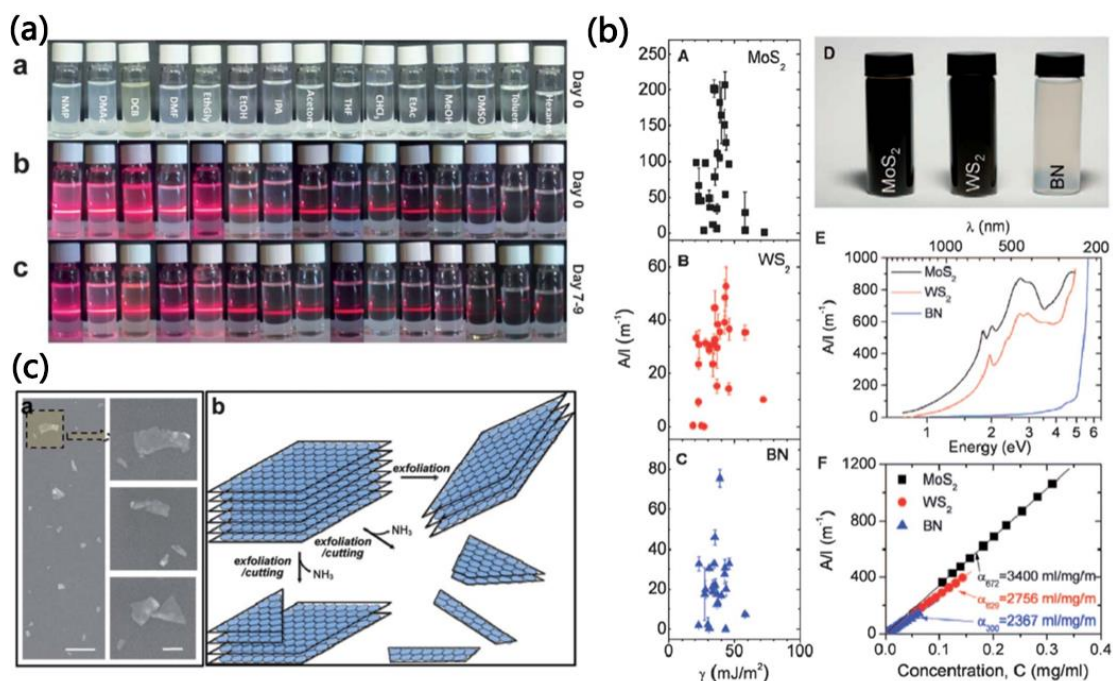 (a)
a
NMP DMAc DCB DMF EthGly EtOH IPA Aceton THF CHCl₃ EtAc MeOH DMSO Toluene Hexan
Day 0
b
Day 0
c
Day 7-9
(b)
A
MoS₂
250
200
150
100
50
0
B
WS₂
60
40
20
0
A/l (m⁻¹)
C
BN
80
60
40
20
0
0 50 100
γ (mJ/m²)
D
MoS₂ WS₂ BN
E
λ (nm)
1000 500 200
MoS₂
WS₂
BN
1000
800
600
400
200
0
A/l (m⁻¹)
1 2 3 4 5 6
Energy (eV)
F
MoS₂
WS₂
BN
1200
800
400
0
A/l (m⁻¹)
α₆₇₂=3400 ml/mg/m
α₆₂₉=2756 ml/mg/m
α₃₀₀=2367 ml/mg/m
0.0 0.1 0.2 0.3 0.4
Concentration, C (mg/ml)
(c)
a
b
exfoliation
exfoliation
/cutting
NH₃
exfoliation
/cutting
NH₃